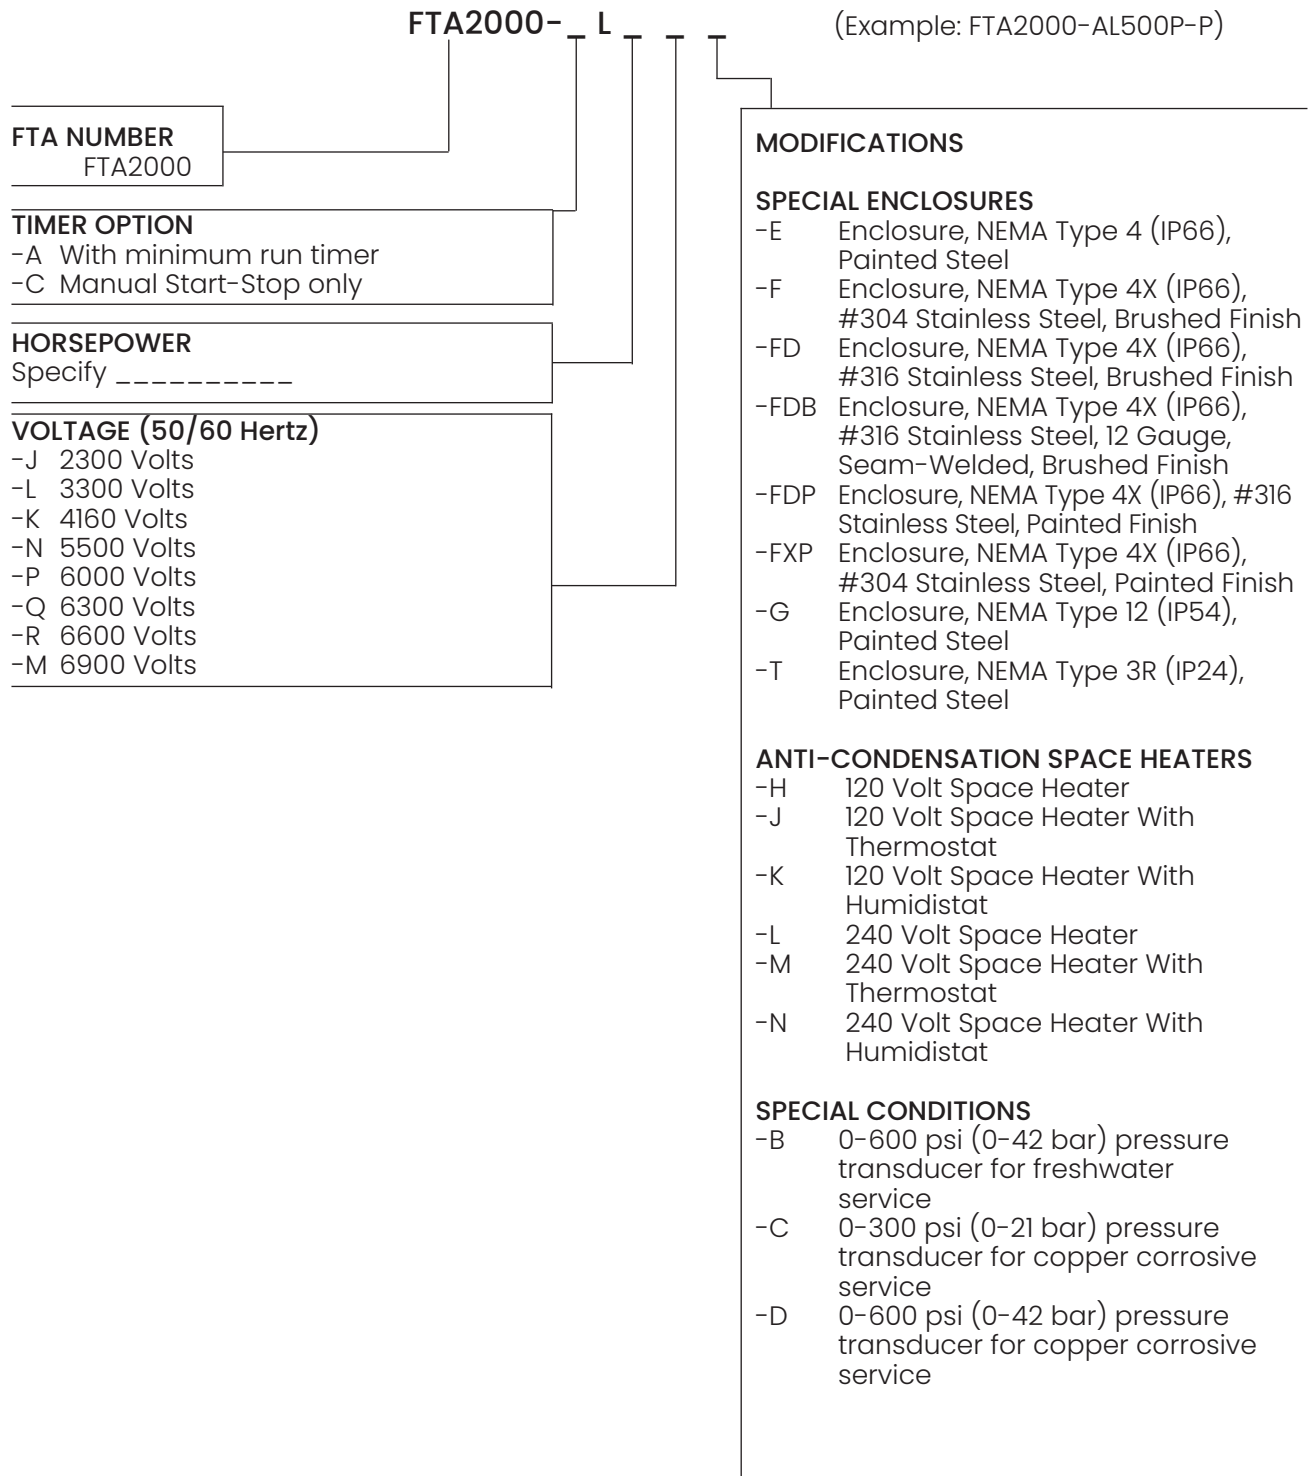 FTA2000-_ L _ _ _ (Example: FTA2000-AL500P-P)
FTA NUMBER
FTA2000
TIMER OPTION
-A With minimum run timer
-C Manual Start-Stop only
HORSEPOWER
Specify __________
VOLTAGE (50/60 Hertz)
-J 2300 Volts
-L 3300 Volts
-K 4160 Volts
-N 5500 Volts
-P 6000 Volts
-Q 6300 Volts
-R 6600 Volts
-M 6900 Volts
MODIFICATIONS
SPECIAL ENCLOSURES
-E Enclosure, NEMA Type 4 (IP66),
Painted Steel
-F Enclosure, NEMA Type 4X (IP66),
#304 Stainless Steel, Brushed Finish
-FD Enclosure, NEMA Type 4X (IP66),
#316 Stainless Steel, Brushed Finish
-FDB Enclosure, NEMA Type 4X (IP66),
#316 Stainless Steel, 12 Gauge,
Seam-Welded, Brushed Finish
-FDP Enclosure, NEMA Type 4X (IP66), #316
Stainless Steel, Painted Finish
-FXP Enclosure, NEMA Type 4X (IP66),
#304 Stainless Steel, Painted Finish
-G Enclosure, NEMA Type 12 (IP54),
Painted Steel
-T Enclosure, NEMA Type 3R (IP24),
Painted Steel
ANTI-CONDENSATION SPACE HEATERS
-H 120 Volt Space Heater
-J 120 Volt Space Heater With
Thermostat
-K 120 Volt Space Heater With
Humidistat
-L 240 Volt Space Heater
-M 240 Volt Space Heater With
Thermostat
-N 240 Volt Space Heater With
Humidistat
SPECIAL CONDITIONS
-B 0-600 psi (0-42 bar) pressure
transducer for freshwater
service
-C 0-300 psi (0-21 bar) pressure
transducer for copper corrosive
service
-D 0-600 psi (0-42 bar) pressure
transducer for copper corrosive
service